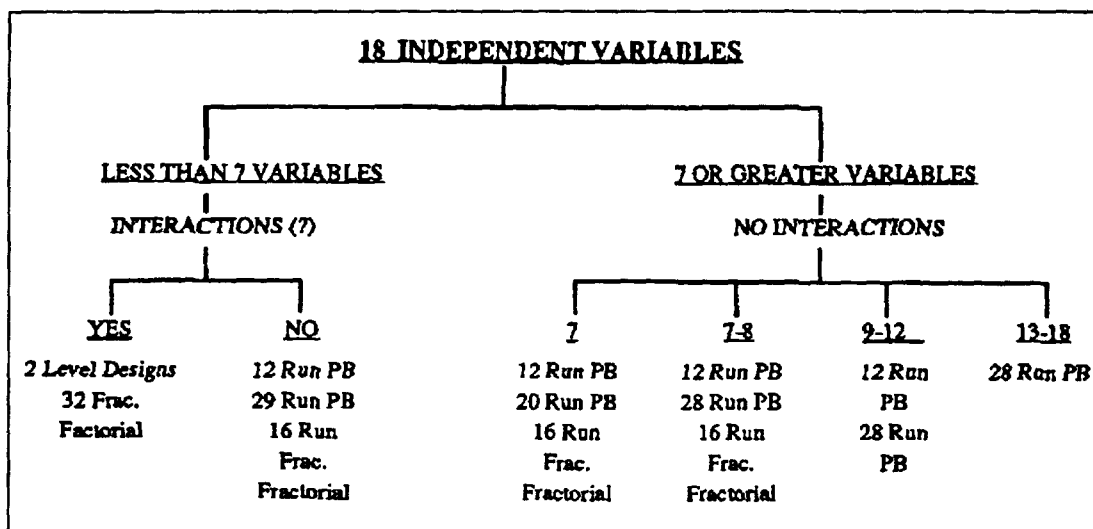 18 INDEPENDENT VARIABLES
LESS THAN 7 VARIABLES
7 OR GREATER VARIABLES
INTERACTIONS (?)
NO INTERACTIONS
YES
NO
7
7-8
9-12
13-18
2 Level Designs
32 Frac.
Factorial
12 Run PB
29 Run PB
16 Run
Frac.
Fractorial
12 Run PB
20 Run PB
16 Run
Frac.
Fractorial
12 Run PB
28 Run PB
16 Run
Frac.
Fractorial
12 Run
PB
28 Run
PB
28 Run PB